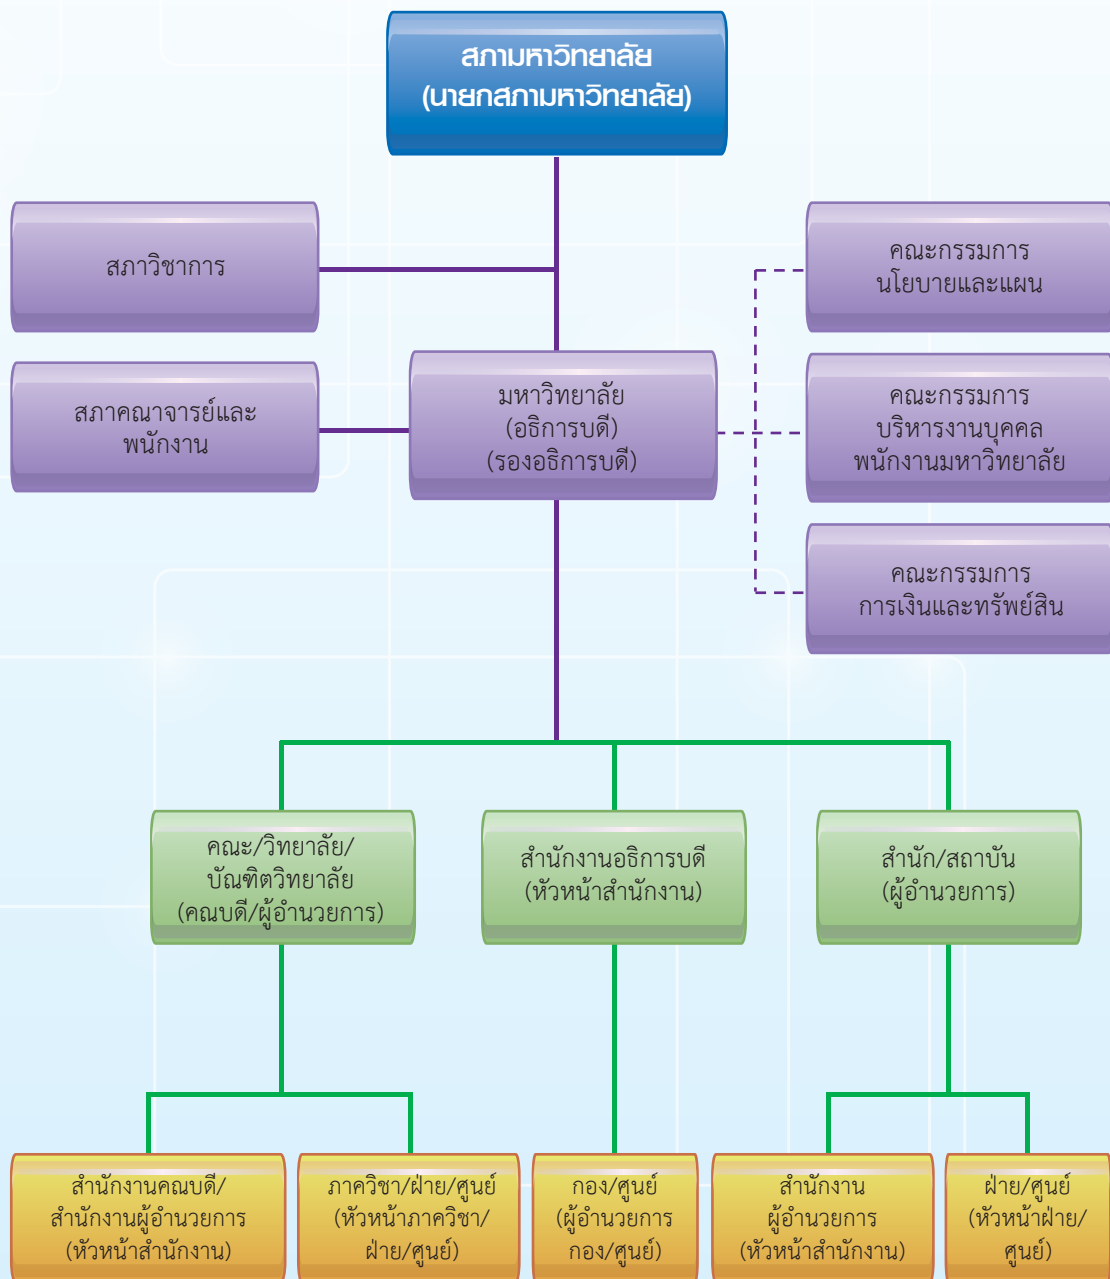 สภามหาวิทยาลัย
(นายกสภามหาวิทยาลัย)
สภาวิชาการ
คณะกรรมการ
นโยบายและแผน
สภาคณาจารย์และ
พนักงาน
มหาวิทยาลัย
(อธิการบดี)
(รองอธิการบดี)
คณะกรรมการ
บริหารงานบุคคล
พนักงานมหาวิทยาลัย
คณะกรรมการ
การเงินและทรัพย์สิน
คณะ/วิทยาลัย/
บัณฑิตวิทยาลัย
(คณบดี/ผู้อำนวยการ)
สำนักงานอธิการบดี
(หัวหน้าสำนักงาน)
สำนัก/สถาบัน
(ผู้อำนวยการ)
สำนักงานคณบดี/
สำนักงานผู้อำนวยการ
(หัวหน้าสำนักงาน)
ภาควิชา/ฝ่าย/ศูนย์
(หัวหน้าภาควิชา/
ฝ่าย/ศูนย์)
กอง/ศูนย์
(ผู้อำนวยการ
กอง/ศูนย์)
สำนักงาน
ผู้อำนวยการ
(หัวหน้าสำนักงาน)
ฝ่าย/ศูนย์
(หัวหน้าฝ่าย/
ศูนย์)